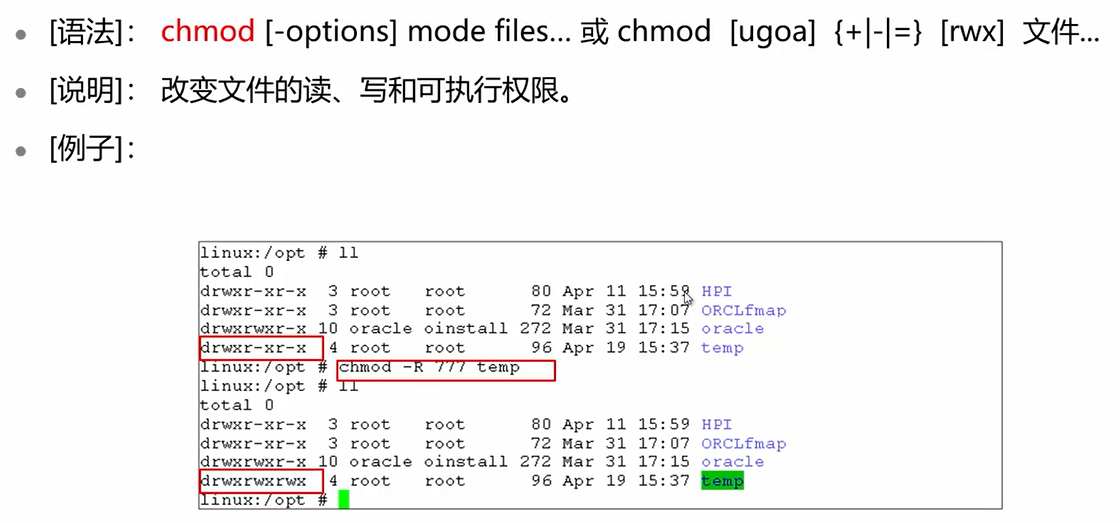 [语法]： chmod [-options] mode files... 或 chmod [ugoa] {+|-|=} [rwx] 文件...
[说明]： 改变文件的读、写和可执行权限。
[例子]：
linux:/opt # ll
total 0
drwxr-xr-x 3 root root 80 Apr 11 15:59 HPI
drwxr-xr-x 3 root root 72 Mar 31 17:07 ORCLfmap
drwxrwxr-x 10 oracle oinstall 272 Mar 31 17:15 oracle
drwxr-xr-x 4 root root 96 Apr 19 15:37 temp
linux:/opt # chmod -R 777 temp
linux:/opt # ll
total 0
drwxr-xr-x 3 root root 80 Apr 11 15:59 HPI
drwxr-xr-x 3 root root 72 Mar 31 17:07 ORCLfmap
drwxrwxr-x 10 oracle oinstall 272 Mar 31 17:15 oracle
drwxrwxrwx 4 root root 96 Apr 19 15:37 temp
linux:/opt #